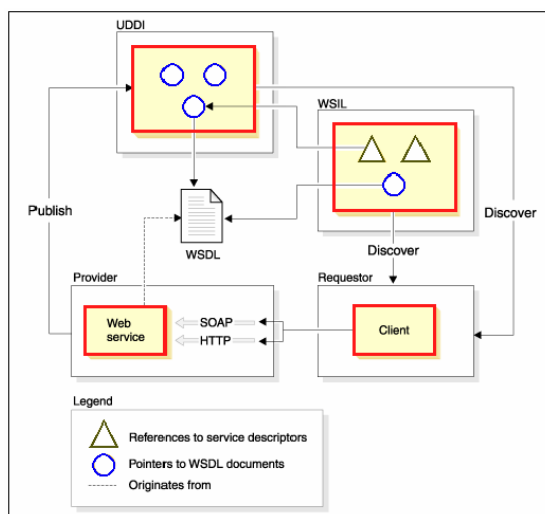 UDDI
WSIL
Publish
WSDL
Discover
Discover
Provider
Requestor
Web
service
SOAP
HTTP
Client
Legend
References to service descriptors
Pointers to WSDL documents
Originates from